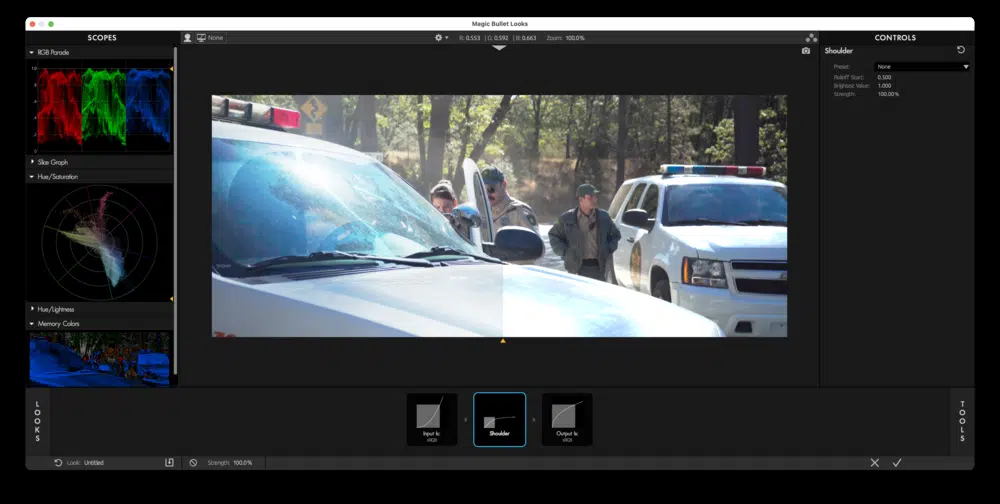 Magic Bullet Looks
SCOPES
None
R: 0.553 | G: 0.592 | B: 0.663
Zoom: 100.0%
CONTROLS
RGB Parade
Shoulder
Preset: None
Rolloff Start: 0.500
Brightest Value: 1.000
Strength: 100.00%
1.0
0
Slice Graph
Hue/Saturation
Hue/Lightness
Memory Colors
LOOKS
Input Is:
sRGB
Shoulder
Output Is:
sRGB
TOOLS
Look: Untitled
Strength: 100.0%